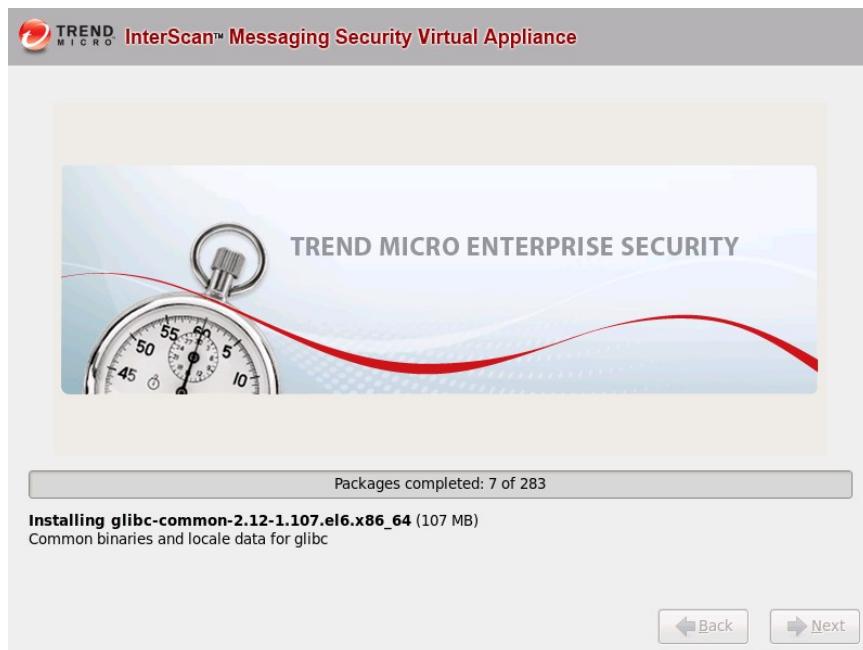 TREND MICRO InterScan™ Messaging Security Virtual Appliance
TREND MICRO ENTERPRISE SECURITY
55 60 5
50
45 10
Packages completed: 7 of 283
Installing glibc-common-2.12-1.107.el6.x86_64 (107 MB)
Common binaries and locale data for glibc
Back Next